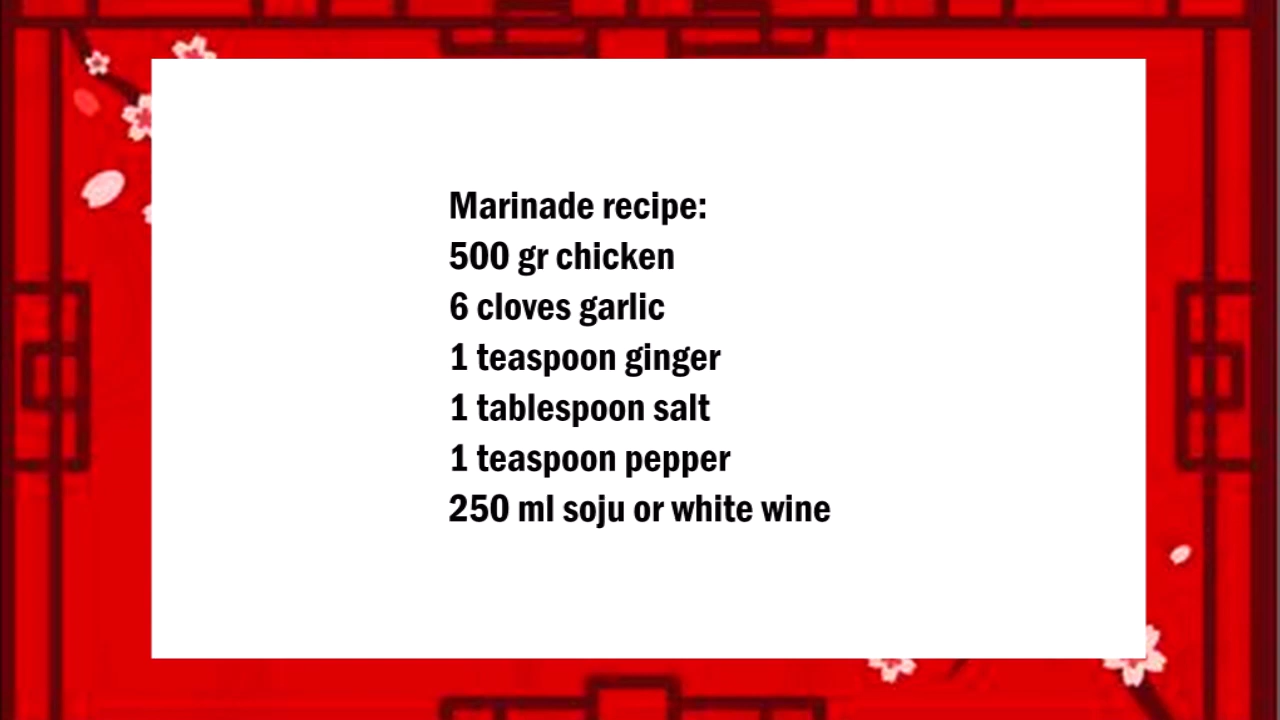 Marinade recipe:
500 gr chicken
6 cloves garlic
1 teaspoon ginger
1 tablespoon salt
1 teaspoon pepper
250 ml soju or white wine